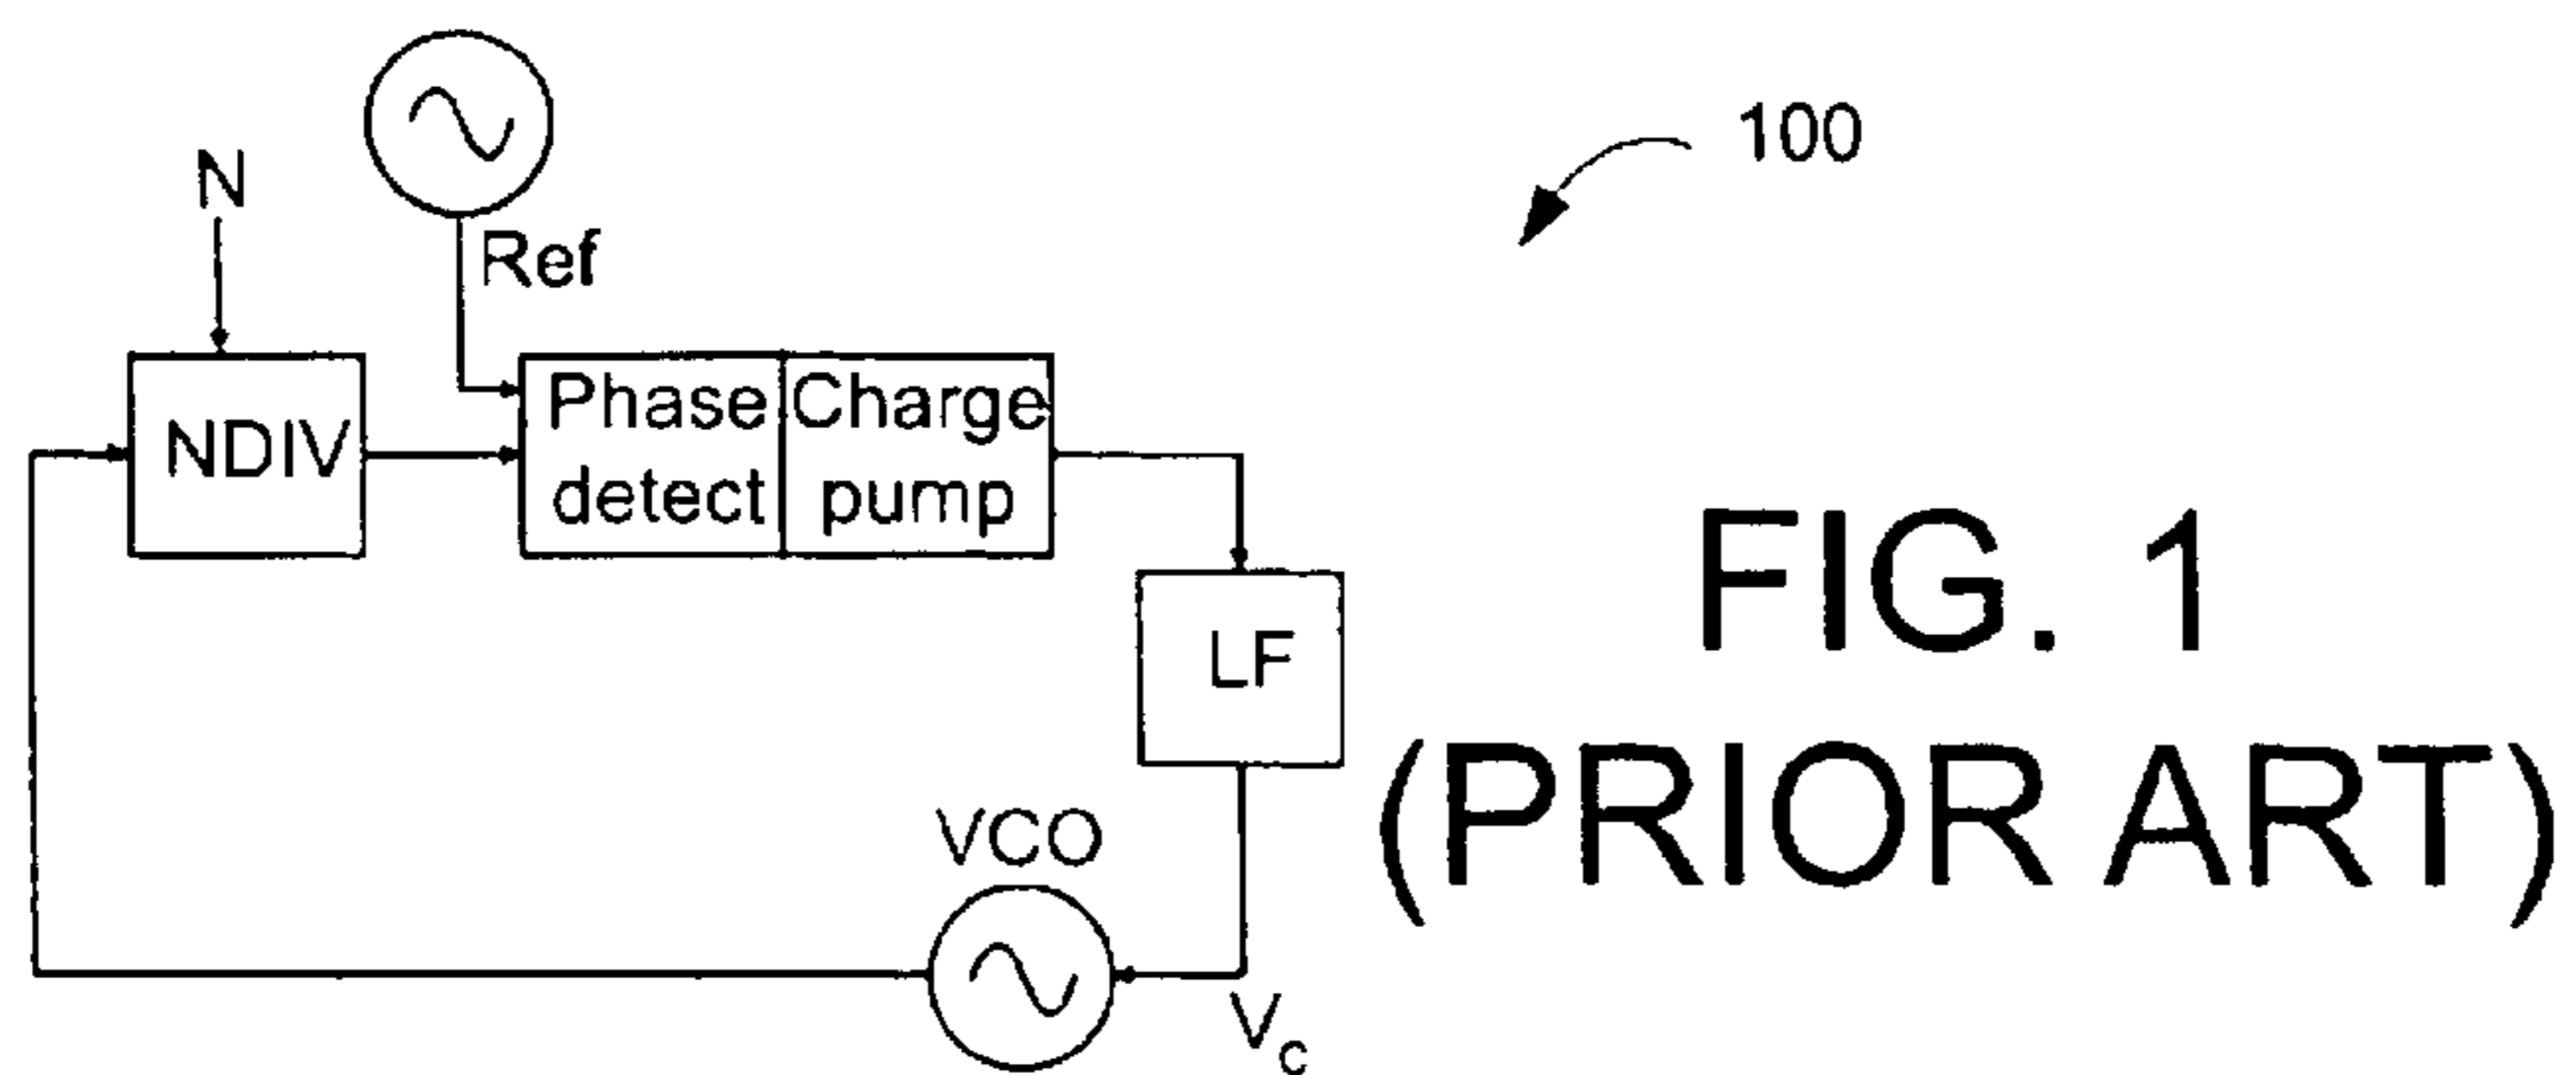 100
N
Ref
NDIV
Phase
detect
Charge
pump
LF
VCO
Vc
FIG. 1
(PRIOR ART)